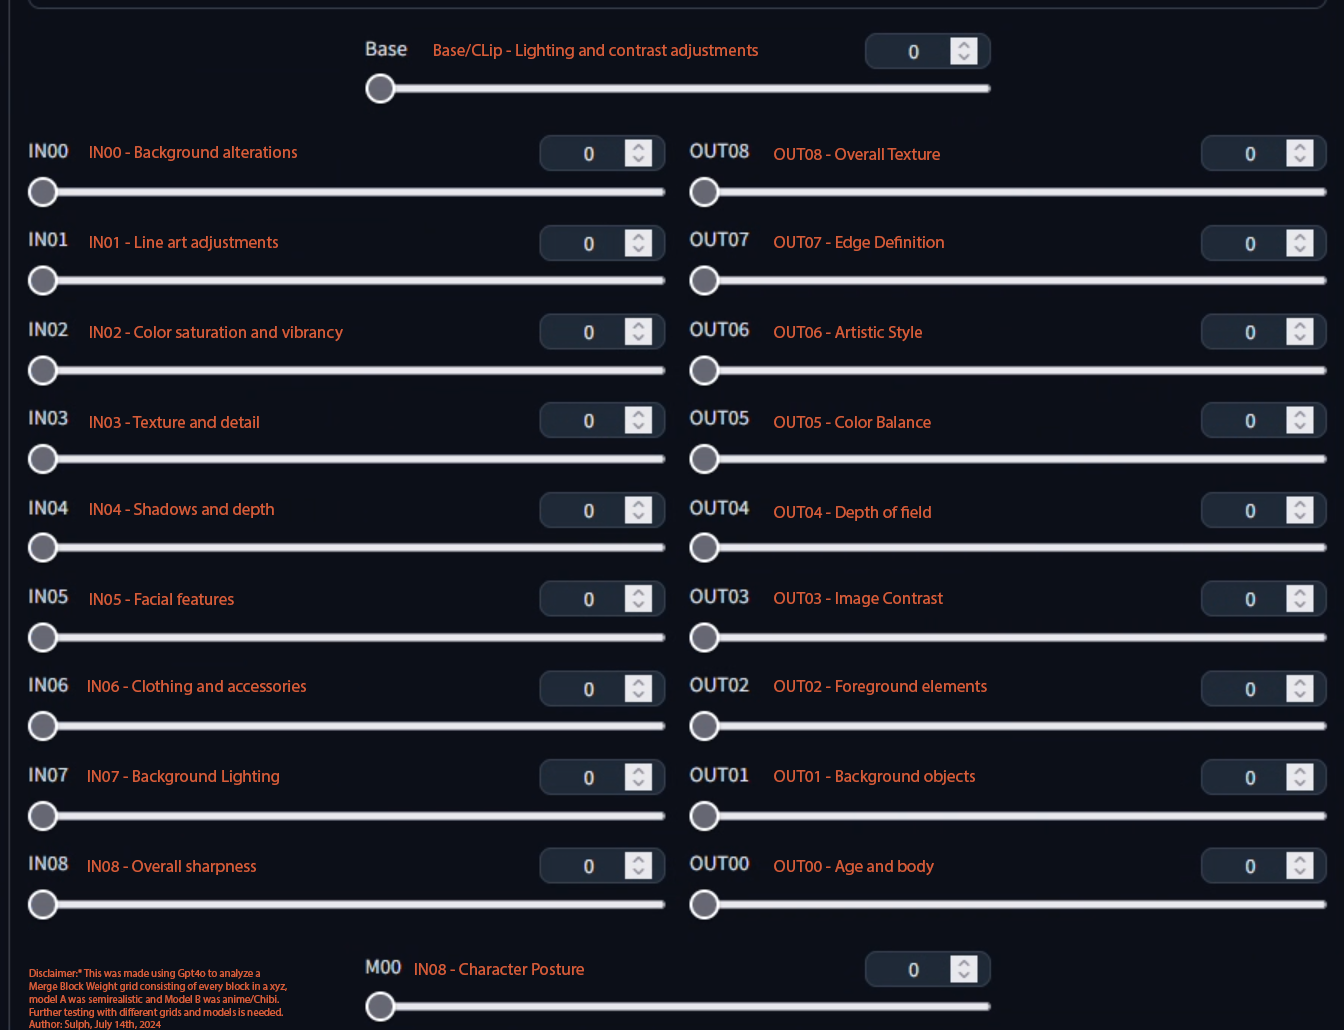 Base Base/CLip - Lighting and contrast adjustments 0
IN00 IN00 - Background alterations 0 OUT08 OUT08 - Overall Texture 0
IN01 IN01 - Line art adjustments 0 OUT07 OUT07 - Edge Definition 0
IN02 IN02 - Color saturation and vibrancy 0 OUT06 OUT06 - Artistic Style 0
IN03 IN03 - Texture and detail 0 OUT05 OUT05 - Color Balance 0
IN04 IN04 - Shadows and depth 0 OUT04 OUT04 - Depth of field 0
IN05 IN05 - Facial features 0 OUT03 OUT03 - Image Contrast 0
IN06 IN06 - Clothing and accessories 0 OUT02 OUT02 - Foreground elements 0
IN07 IN07 - Background Lighting 0 OUT01 OUT01 - Background objects 0
IN08 IN08 - Overall sharpness 0 OUT00 OUT00 - Age and body 0
M00 IN08 - Character Posture 0
Disclaimer:* This was made using Gpt4o to analyze a
Merge Block Weight grid consisting of every block in a xyz,
model A was semirealistic and Model B was anime/Chibi.
Further testing with different grids and models is needed.
Author: Sulph, July 14th, 2024